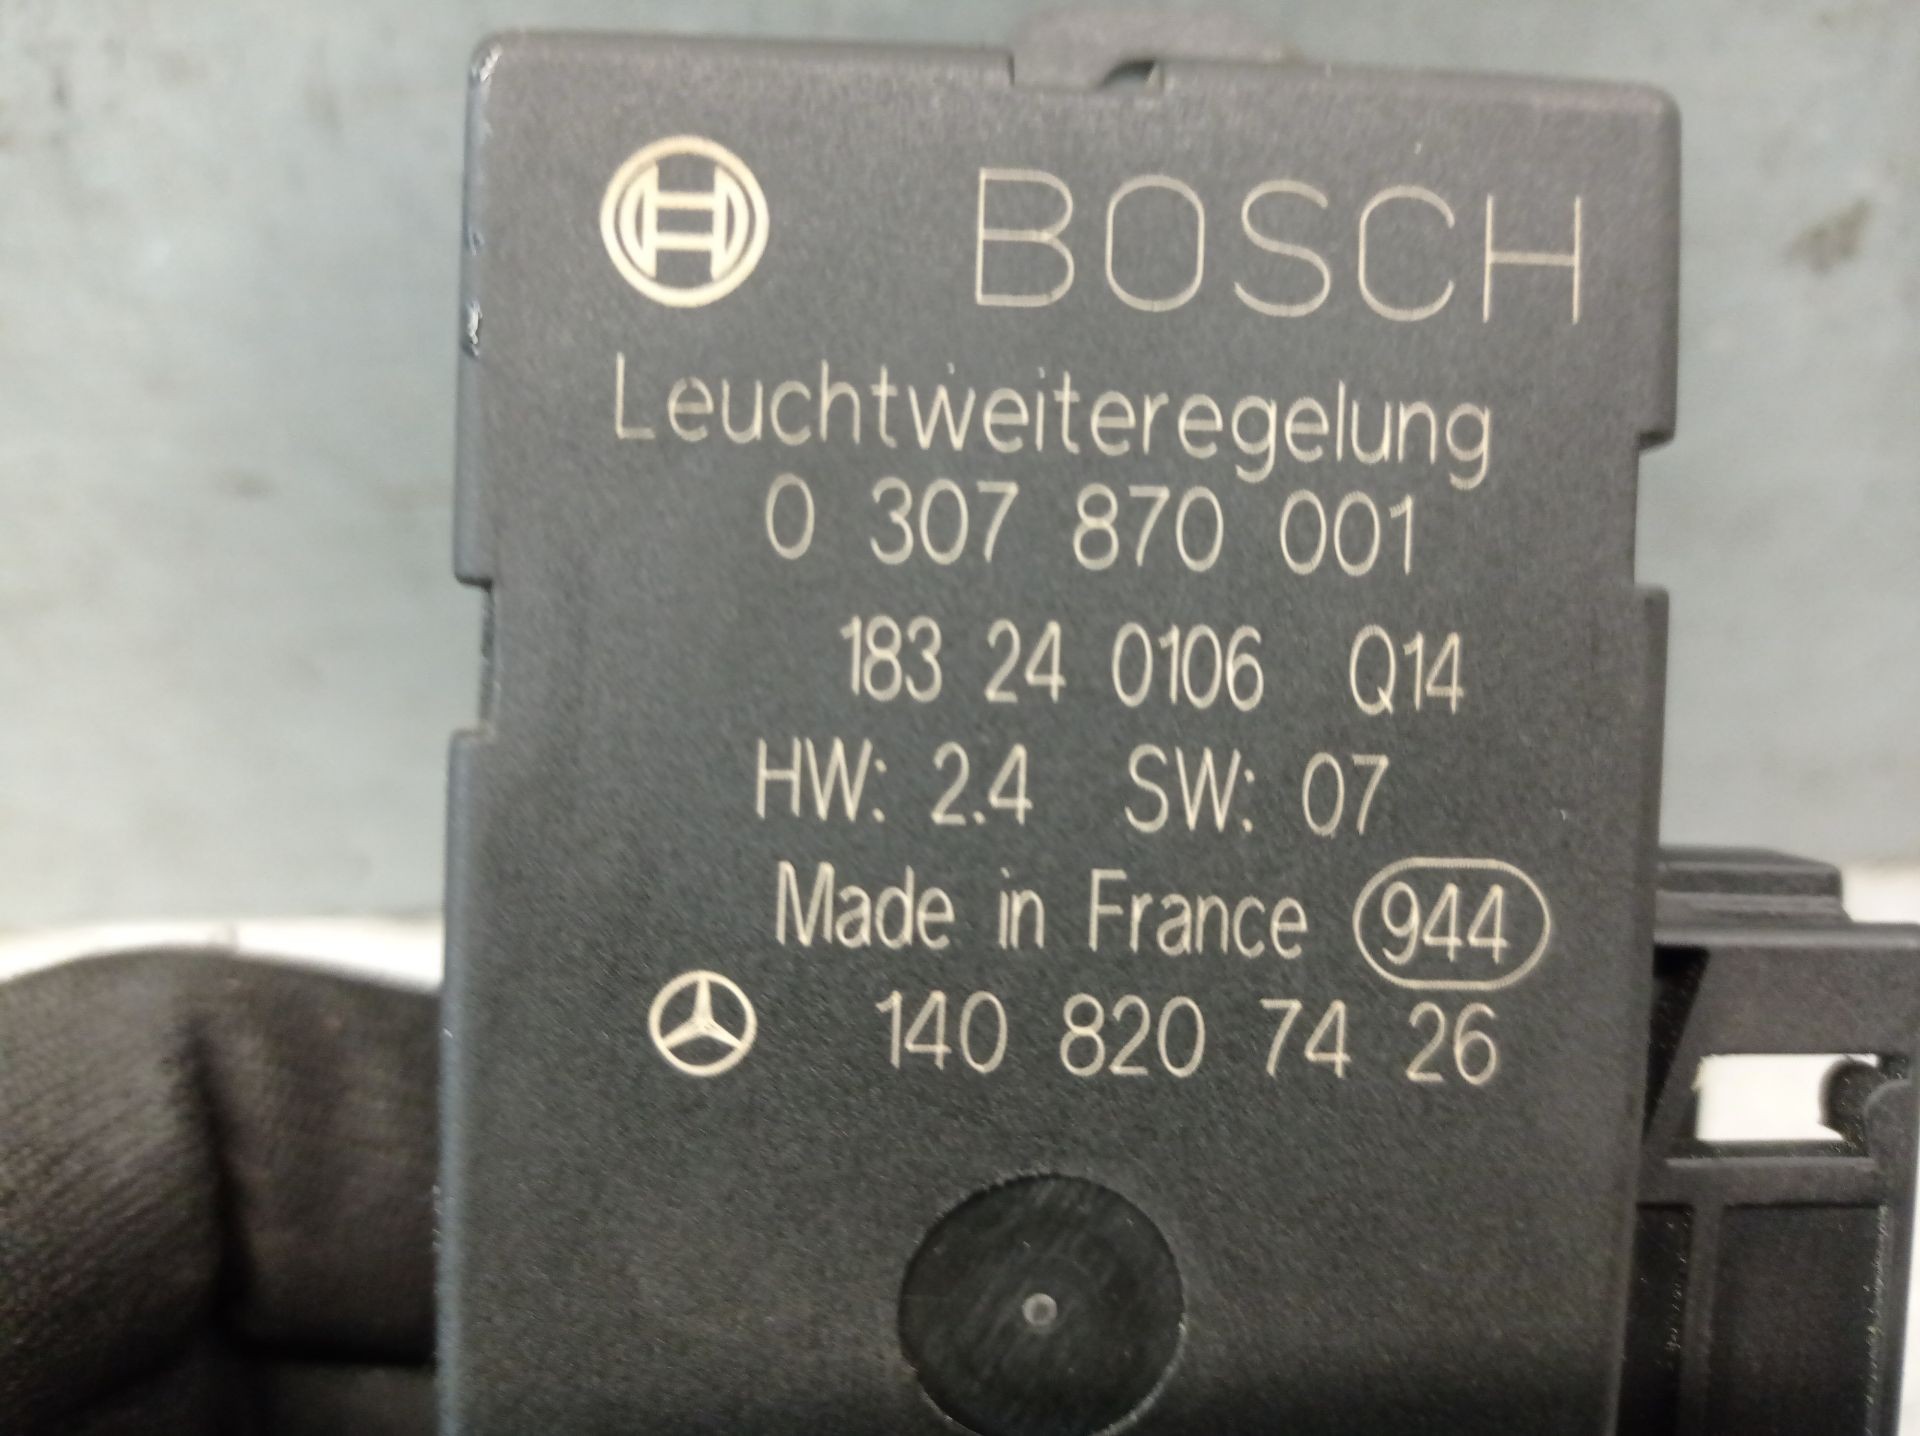 BOSCH
Leuchtweiteregelung
0 307 870 001
183 24 0106 Q14
HW: 2.4 SW: 07
Made in France 944
140 820 74 26